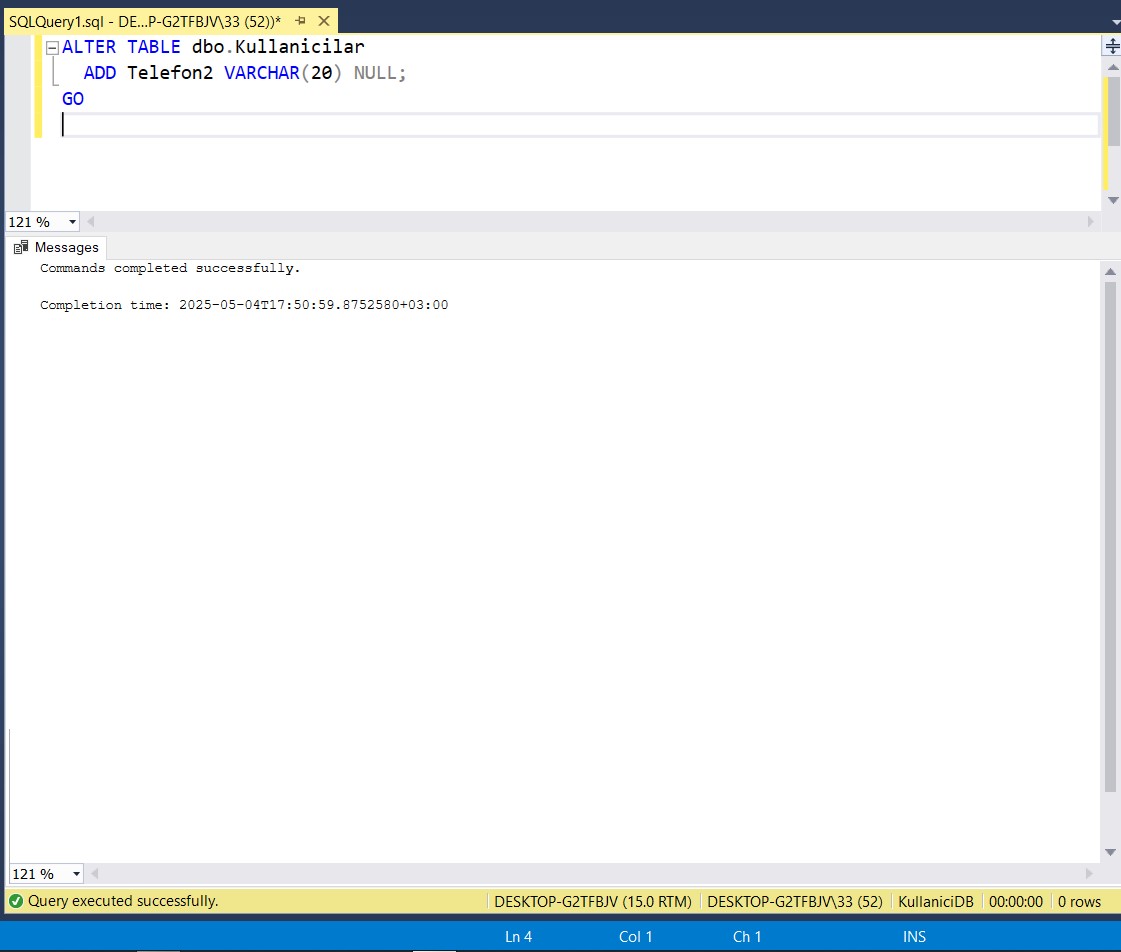 SQLQuery1.sql - DE...P-G2TFBJV\33 (52))*
ALTER TABLE dbo.Kullanicilar
ADD Telefon2 VARCHAR(20) NULL;
GO
121 %
Messages
Commands completed successfully.
Completion time: 2025-05-04T17:50:59.8752580+03:00
121 %
Query executed successfully. DESKTOP-G2TFBJV (15.0 RTM) DESKTOP-G2TFBJV\33 (52) KullaniciDB 00:00:00 0 rows
Ln 4 Col 1 Ch 1 INS